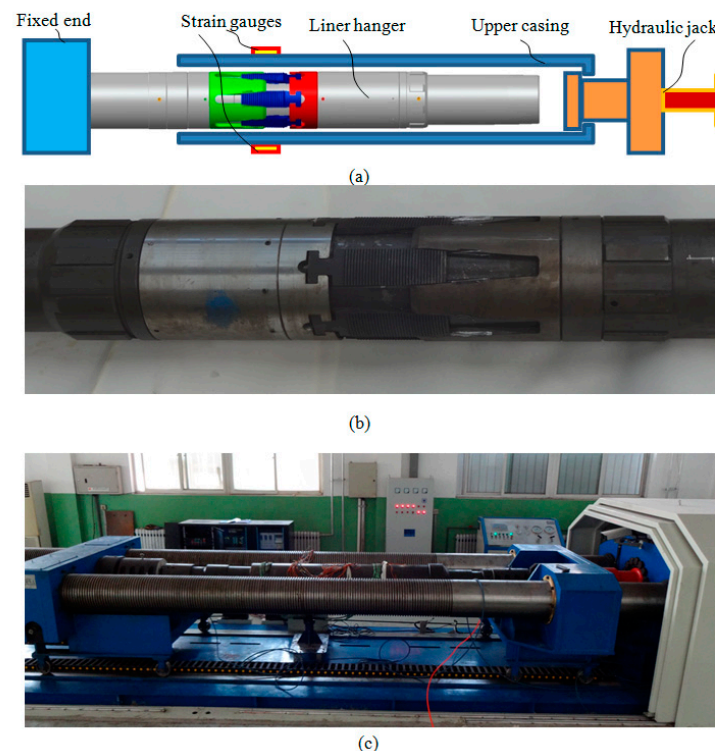 Fixed end
Strain gauges
Liner hanger
Upper casing
Hydraulic jack
(a)
(b)
(c)